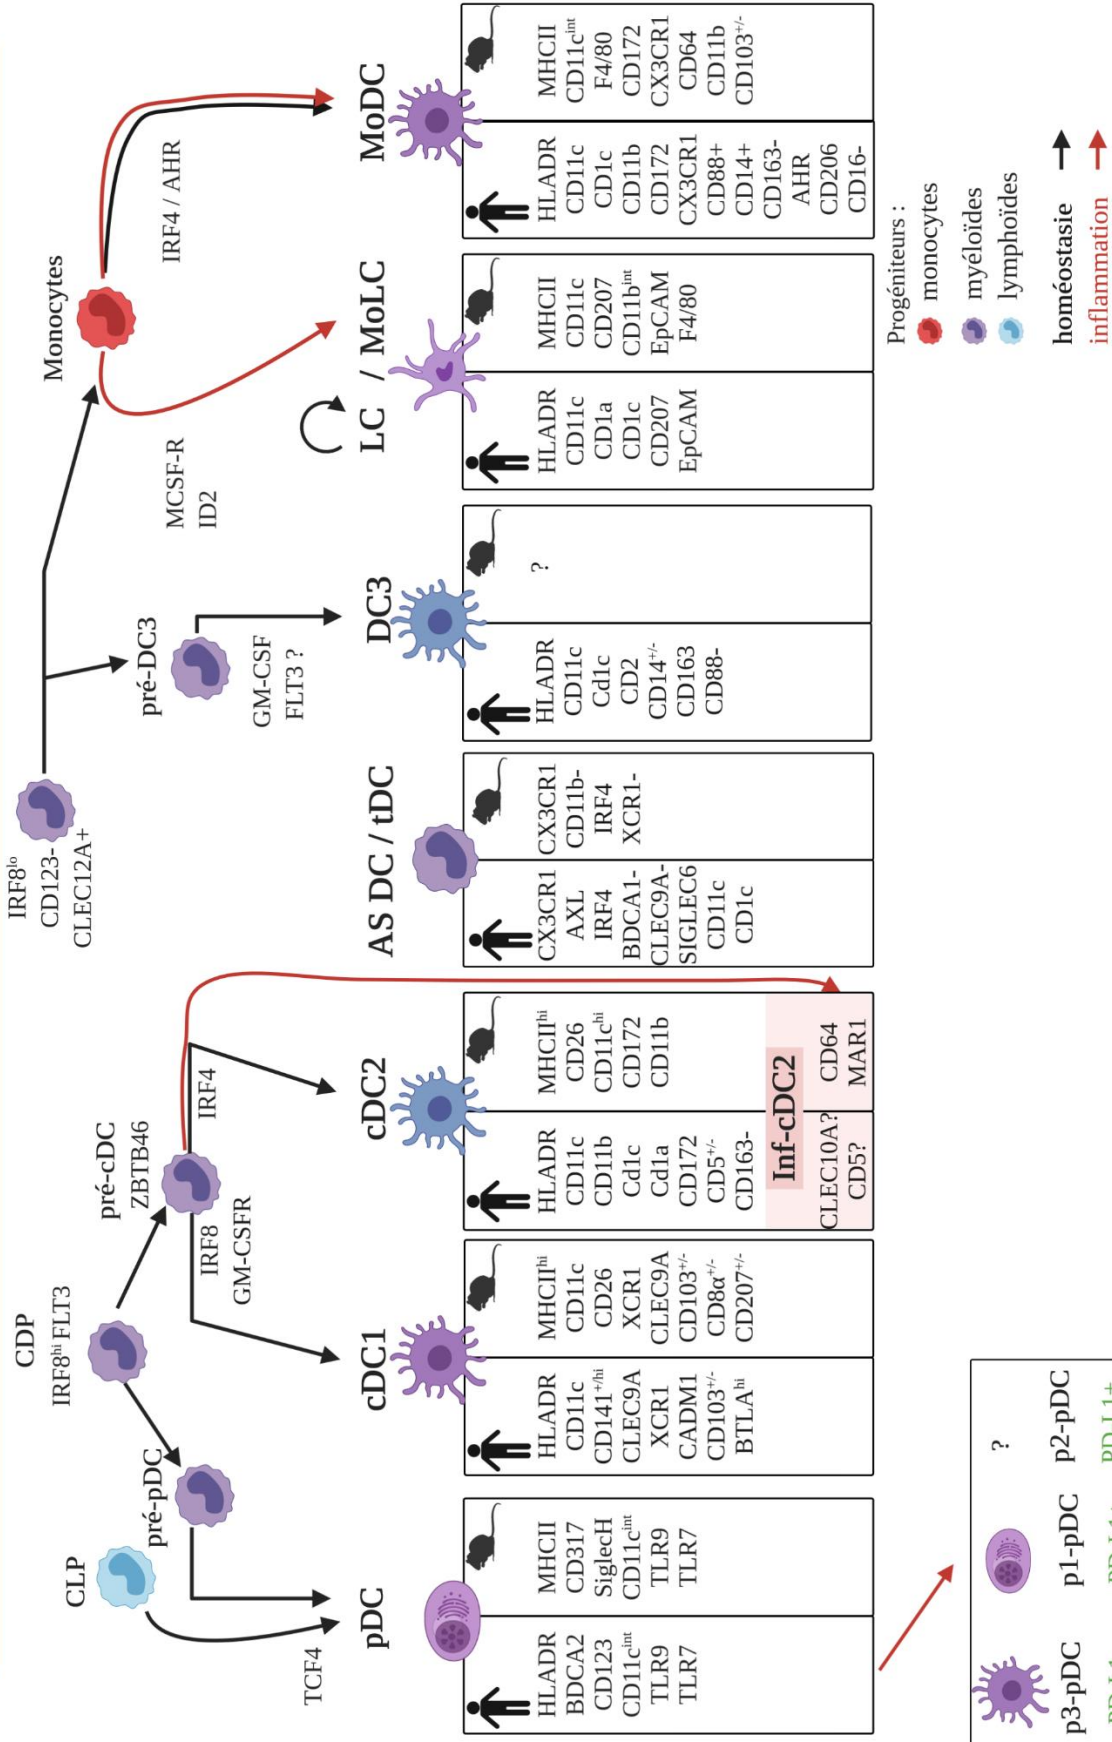 CLP
CDP
IRF8hi FLT3
IRF8lo
CD123-
CLEC12A+
pré-pDC
pré-cDC
ZBTB46
pré-DC3
Monocytes
TCF4
IRF8
GM-CSFR
IRF4
GM-CSF
FLT3 ?
MCSF-R
ID2
IRF4 / AHR
pDC
HLADR
BDCA2
CD123
CD11cint
TLR9
TLR7
MHCII
CD317
SiglecH
CD11cint
TLR9
TLR7
cDC1
HLADR
CD11c
CD141+/hi
CLEC9A
XCR1
CADM1
CD103+/-
BTLAhi
MHCIIhi
CD11c
CD26
XCR1
CLEC9A
CD103+/-
CD8α+/-
CD207+/-
cDC2
HLADR
CD11c
CD11b
Cd1c
Cd1a
CD172
CD5+/-
CD163-
MHCIIhi
CD26
CD11chi
CD172
CD11b
Inf-cDC2
CLEC10A?
CD5?
CD64
MAR1
AS DC / tDC
CX3CR1
AXL
IRF4
BDCA1-
CLEC9A-
SIGLEC6
CD11c
CD1c
CX3CR1
CD11b-
IRF4
XCR1-
DC3
HLADR
CD11c
Cd1c
CD2
CD14+/-
CD163
CD88-
?
LC / MoLC
HLADR
CD11c
CD1a
CD1c
CD207
EpCAM
MHCII
CD11c
CD207
CD11bint
EpCAM
F4/80
MoDC
HLADR
CD11c
CD1c
CD11b
CD172
CX3CR1
CD88+
CD14+
CD163-
AHR
CD206
CD16-
MHCII
CD11cint
F4/80
CD172
CX3CR1
CD64
CD11b
CD103+/-
p3-pDC
p1-pDC
?
p2-pDC
Progéniteurs :
monocytes
myéloïdes
lymphoïdes
homéostasie
inflammation